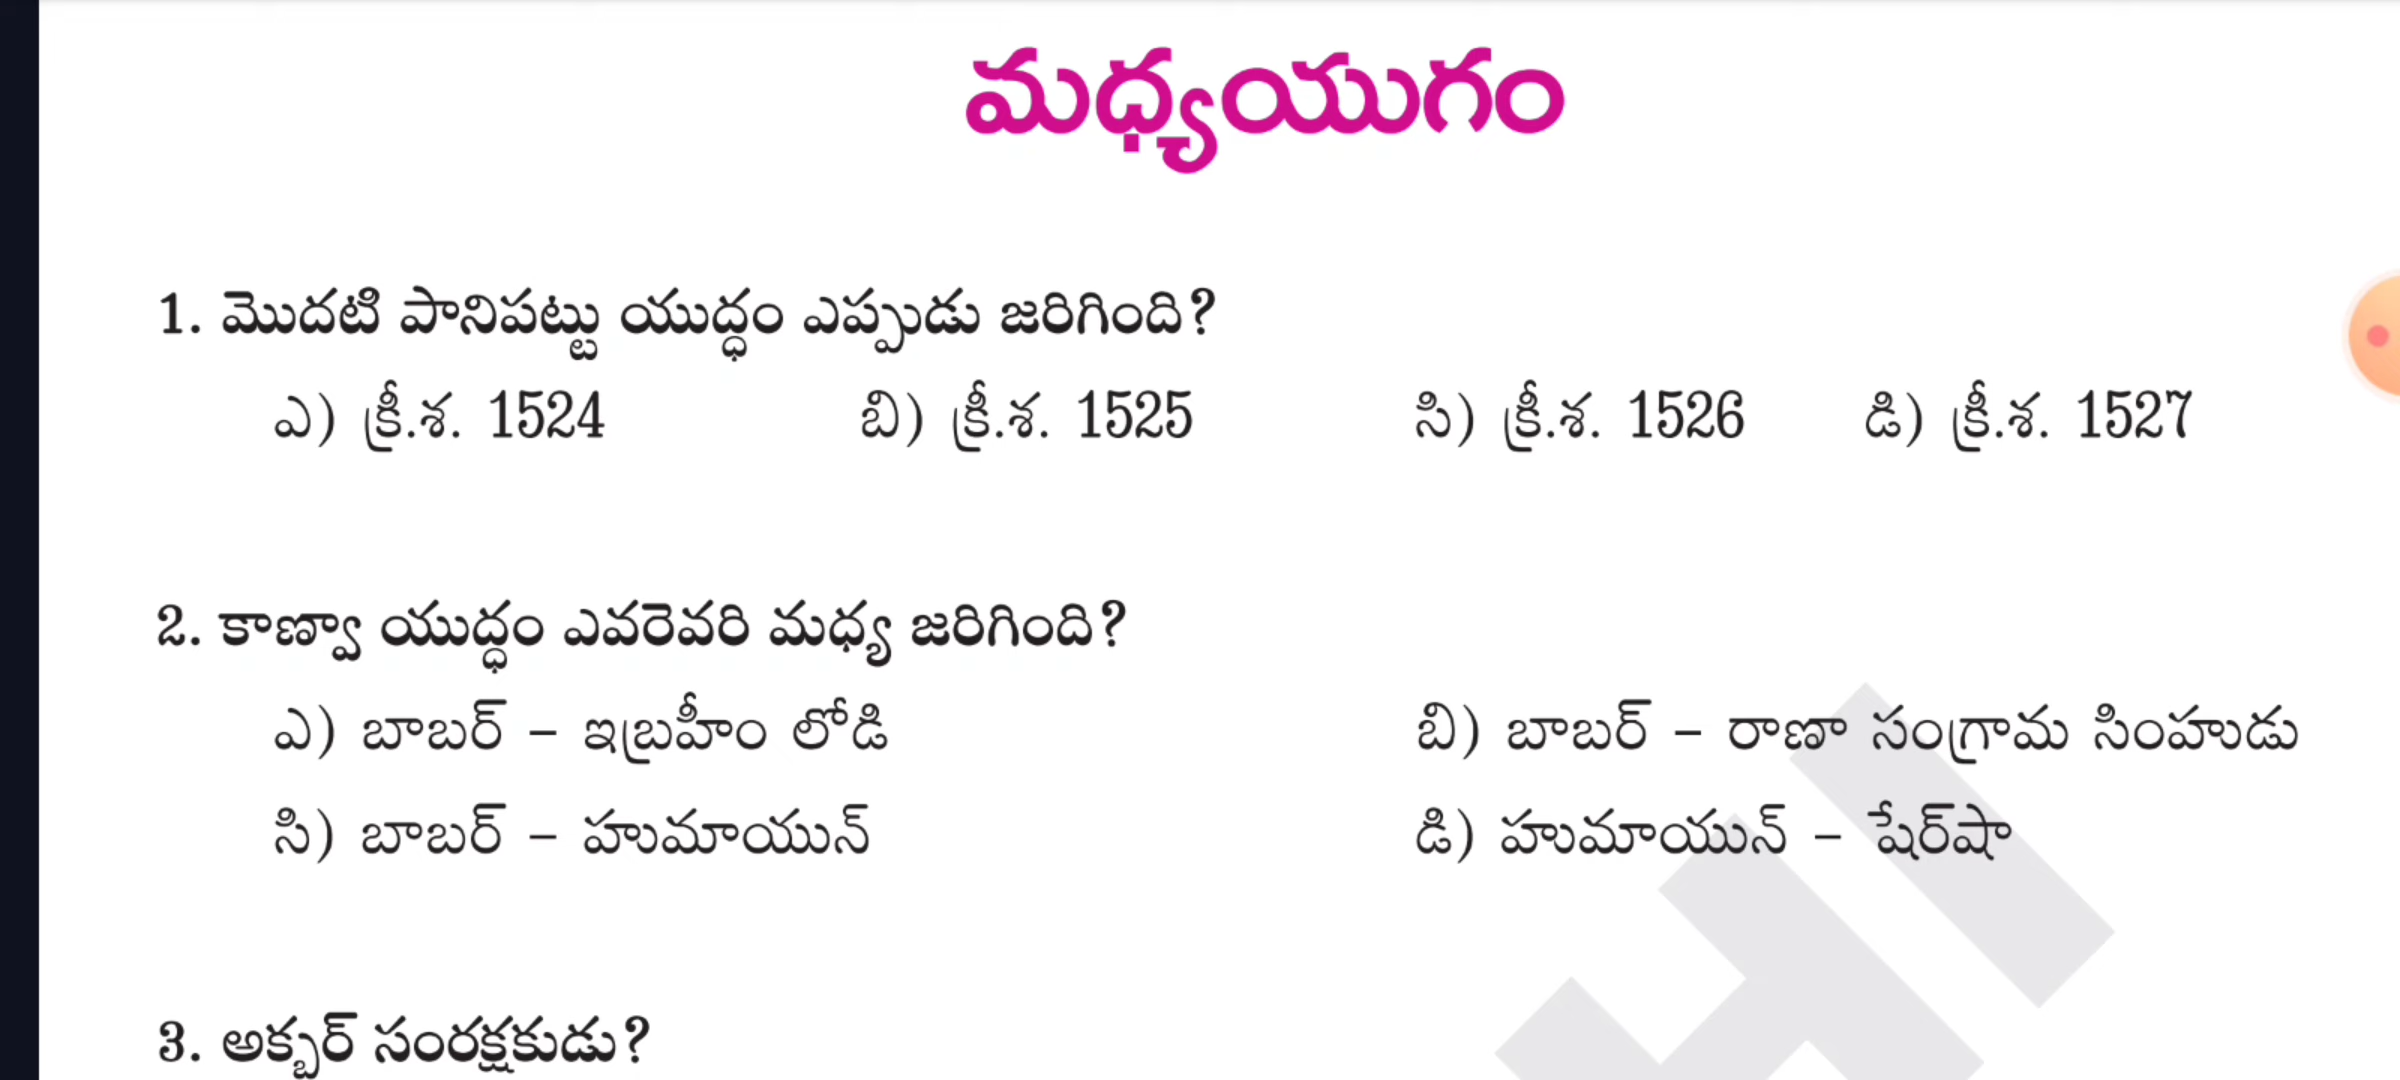 మధ్యయుగం
1. మొదటి పానిపట్టు యుద్ధం ఎప్పుడు జరిగింది?
ఎ) క్రీ.శ. 1524 బి) క్రీ.శ. 1525 సి) క్రీ.శ. 1526 డి) క్రీ.శ. 1527
2. కాణ్వా యుద్ధం ఎవరెవరి మధ్య జరిగింది?
ఎ) బాబర్ – ఇబ్రహీం లోడి బి) బాబర్ – రాణా సంగ్రామ సింహుడు
సి) బాబర్ – హుమాయున్ డి) హుమాయున్ – షేర్‌షా
3. అక్బర్ సంరక్షకుడు?